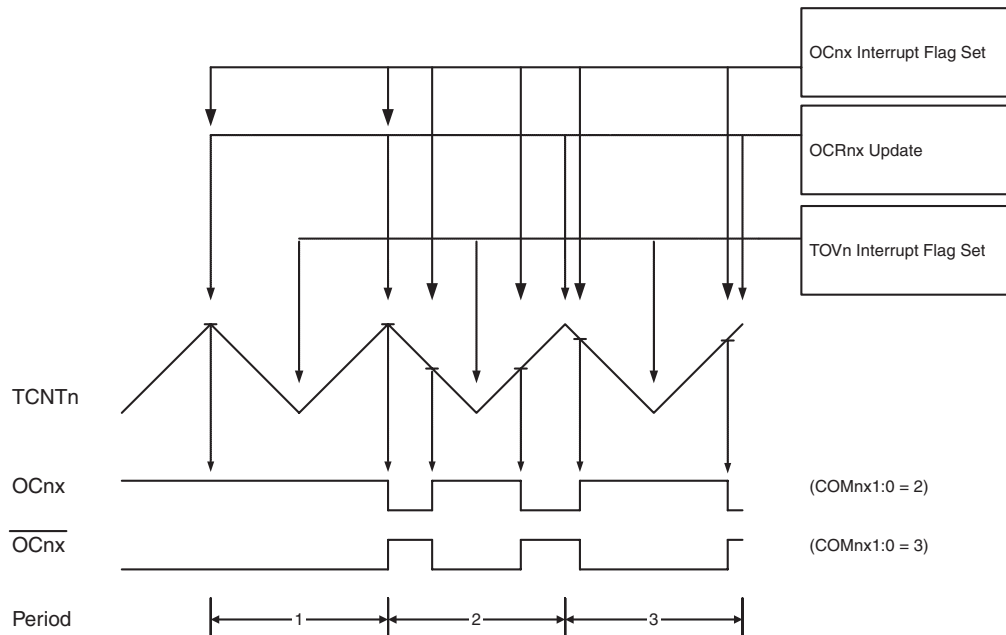 OCnx Interrupt Flag Set
OCRnx Update
TOVn Interrupt Flag Set
TCNTn
OCnx
(COMnx1:0 = 2)
OCnx
(COMnx1:0 = 3)
Period
1
2
3